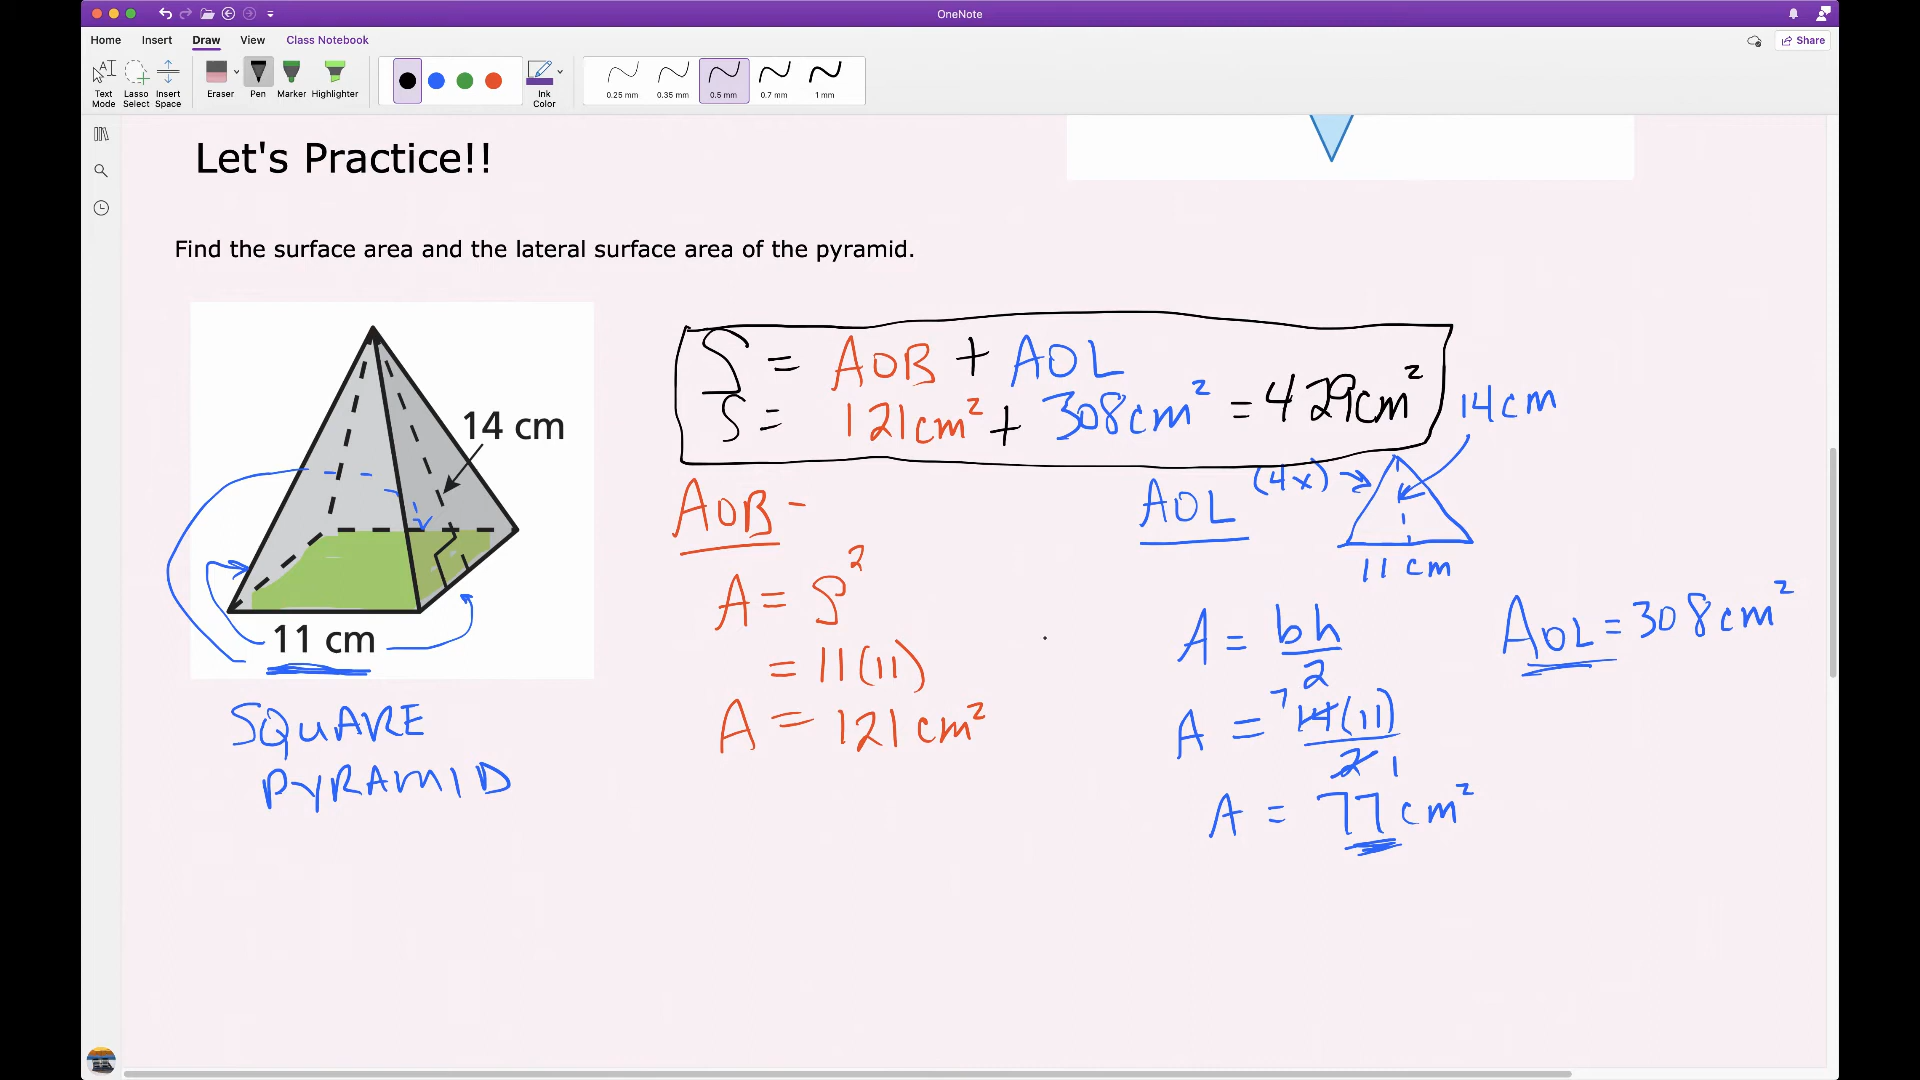 OneNote
Home Insert Draw View Class Notebook
Share
Text Mode
Lasso Select
Insert Space
Eraser
Pen
Marker
Highlighter
Ink Color
0.25 mm
0.35 mm
0.5 mm
0.7 mm
1 mm
Let's Practice!!
Find the surface area and the lateral surface area of the pyramid.
14 cm
11 cm
SQUARE
PYRAMID
S = AOB + AOL
S = 121cm² + 308cm² = 429cm²
AOB -
A = S²
= 11(11)
A = 121 cm²
AOL (4x)
14cm
11 cm
A = bh/2
A = 7 14(11)/2 1
A = 77 cm²
AOL = 308cm²